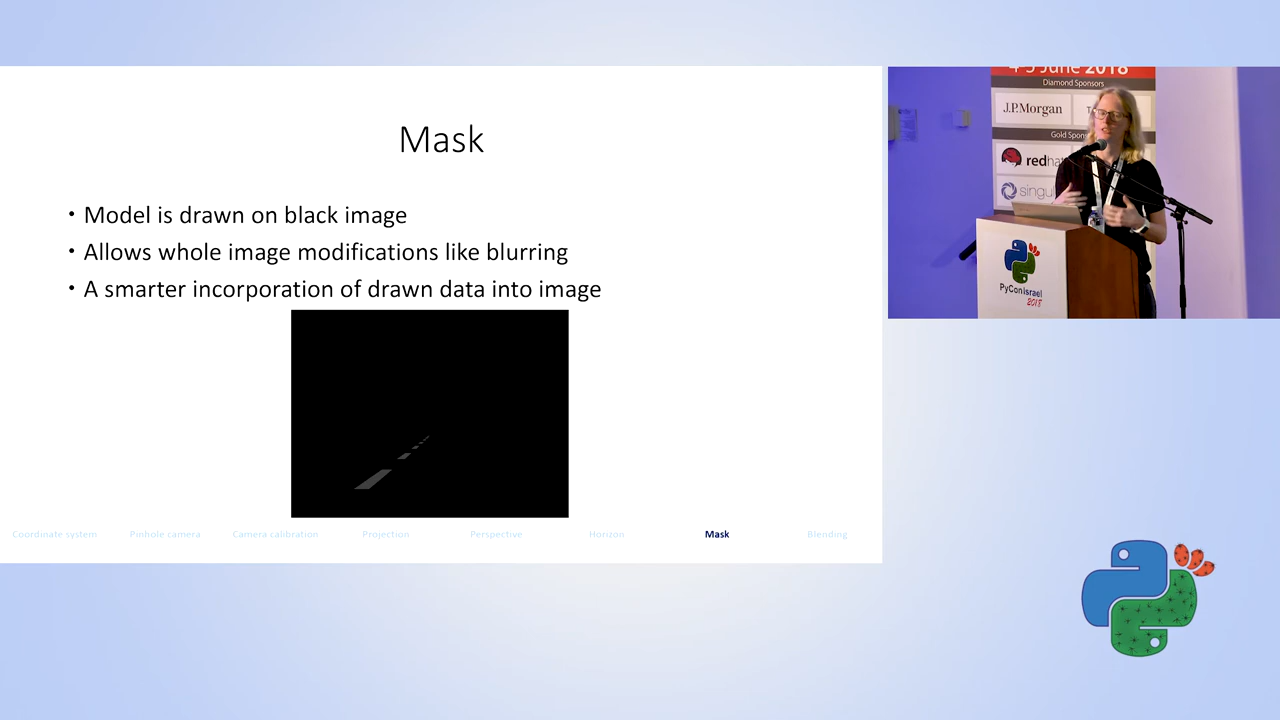 Mask
• Model is drawn on black image
• Allows whole image modifications like blurring
• A smarter incorporation of drawn data into image
Coordinate system Pinhole camera Camera calibration Projection Perspective Horizon Mask Blending
4-5 June 2018
Diamond Sponsors
J.P.Morgan
Gold
redha
singu
PyConisrael
2018